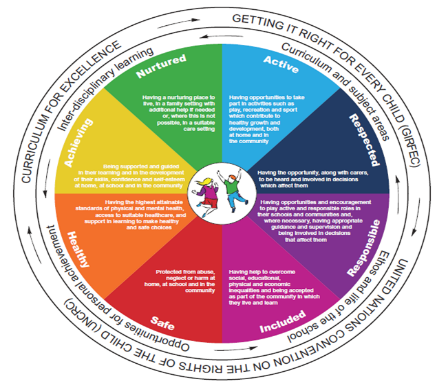 GETTING IT RIGHT FOR EVERY CHILD (GIRFEC)
CURRICULUM FOR EXCELLENCE
UNITED NATIONS CONVENTION ON THE RIGHTS OF THE CHILD (UNCRC)
Inter-disciplinary learning
Curriculum and subject areas
Ethos and life of the school
Opportunities for personal achievement
Nurtured
Having a nurturing place to
live, in a family setting with
additional help if needed
or, where this is not
possible, in a suitable
care setting
Active
Having opportunities to take
part in activities such as
play, recreation and sport
which contribute to
healthy growth and
development, both
at home and in
the community
Respected
Having the opportunity, along with carers,
to be heard and involved in decisions
which affect them
Responsible
Having opportunities and encouragement
to play active and responsible roles in
their schools and communities and,
where necessary, having appropriate
guidance and supervision and
being involved in decisions
that affect them
Included
Having help to overcome
social, educational,
physical and economic
inequalities and being accepted
as part of the community in which
they live and learn
Safe
Protected from abuse,
neglect or harm at
home, at school and in the
community
Healthy
Having the highest attainable
standards of physical and mental health,
access to suitable healthcare, and
support in learning to make healthy
and safe choices
Achieving
Being supported and guided
in their learning and in the development
of their skills, confidence and self-esteem
at home, at school and in the community